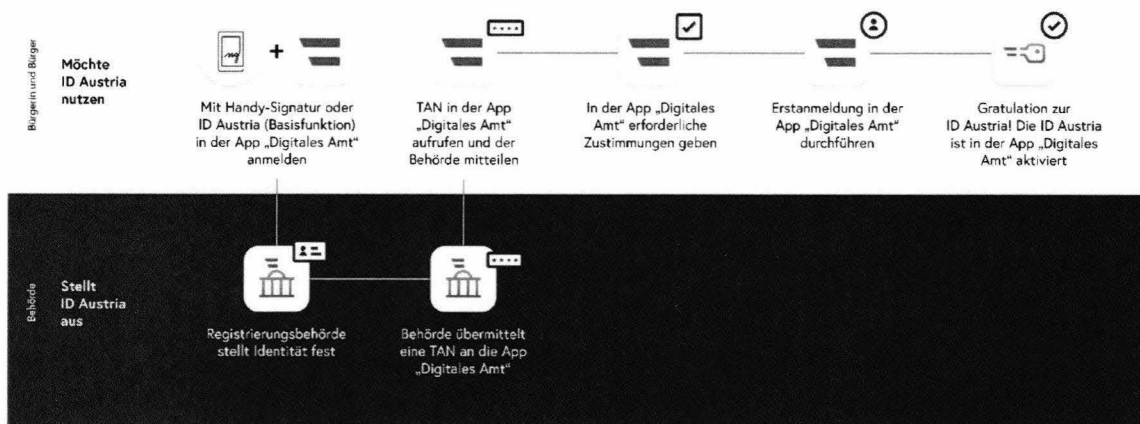 Bürgerin und Bürger
Möchte
ID Austria
nutzen
Mit Handy-Signatur oder
ID Austria (Basisfunktion)
in der App „Digitales Amt“
anmelden
TAN in der App
„Digitales Amt“
aufrufen und der
Behörde mitteilen
In der App „Digitales
Amt“ erforderliche
Zustimmungen geben
Erstanmeldung in der
App „Digitales Amt“
durchführen
Gratulation zur
ID Austria! Die ID Austria
ist in der App „Digitales
Amt“ aktiviert
Behörde
Stellt
ID Austria
aus
Registrierungsbehörde
stellt Identität fest
Behörde übermittelt
eine TAN an die App
„Digitales Amt“